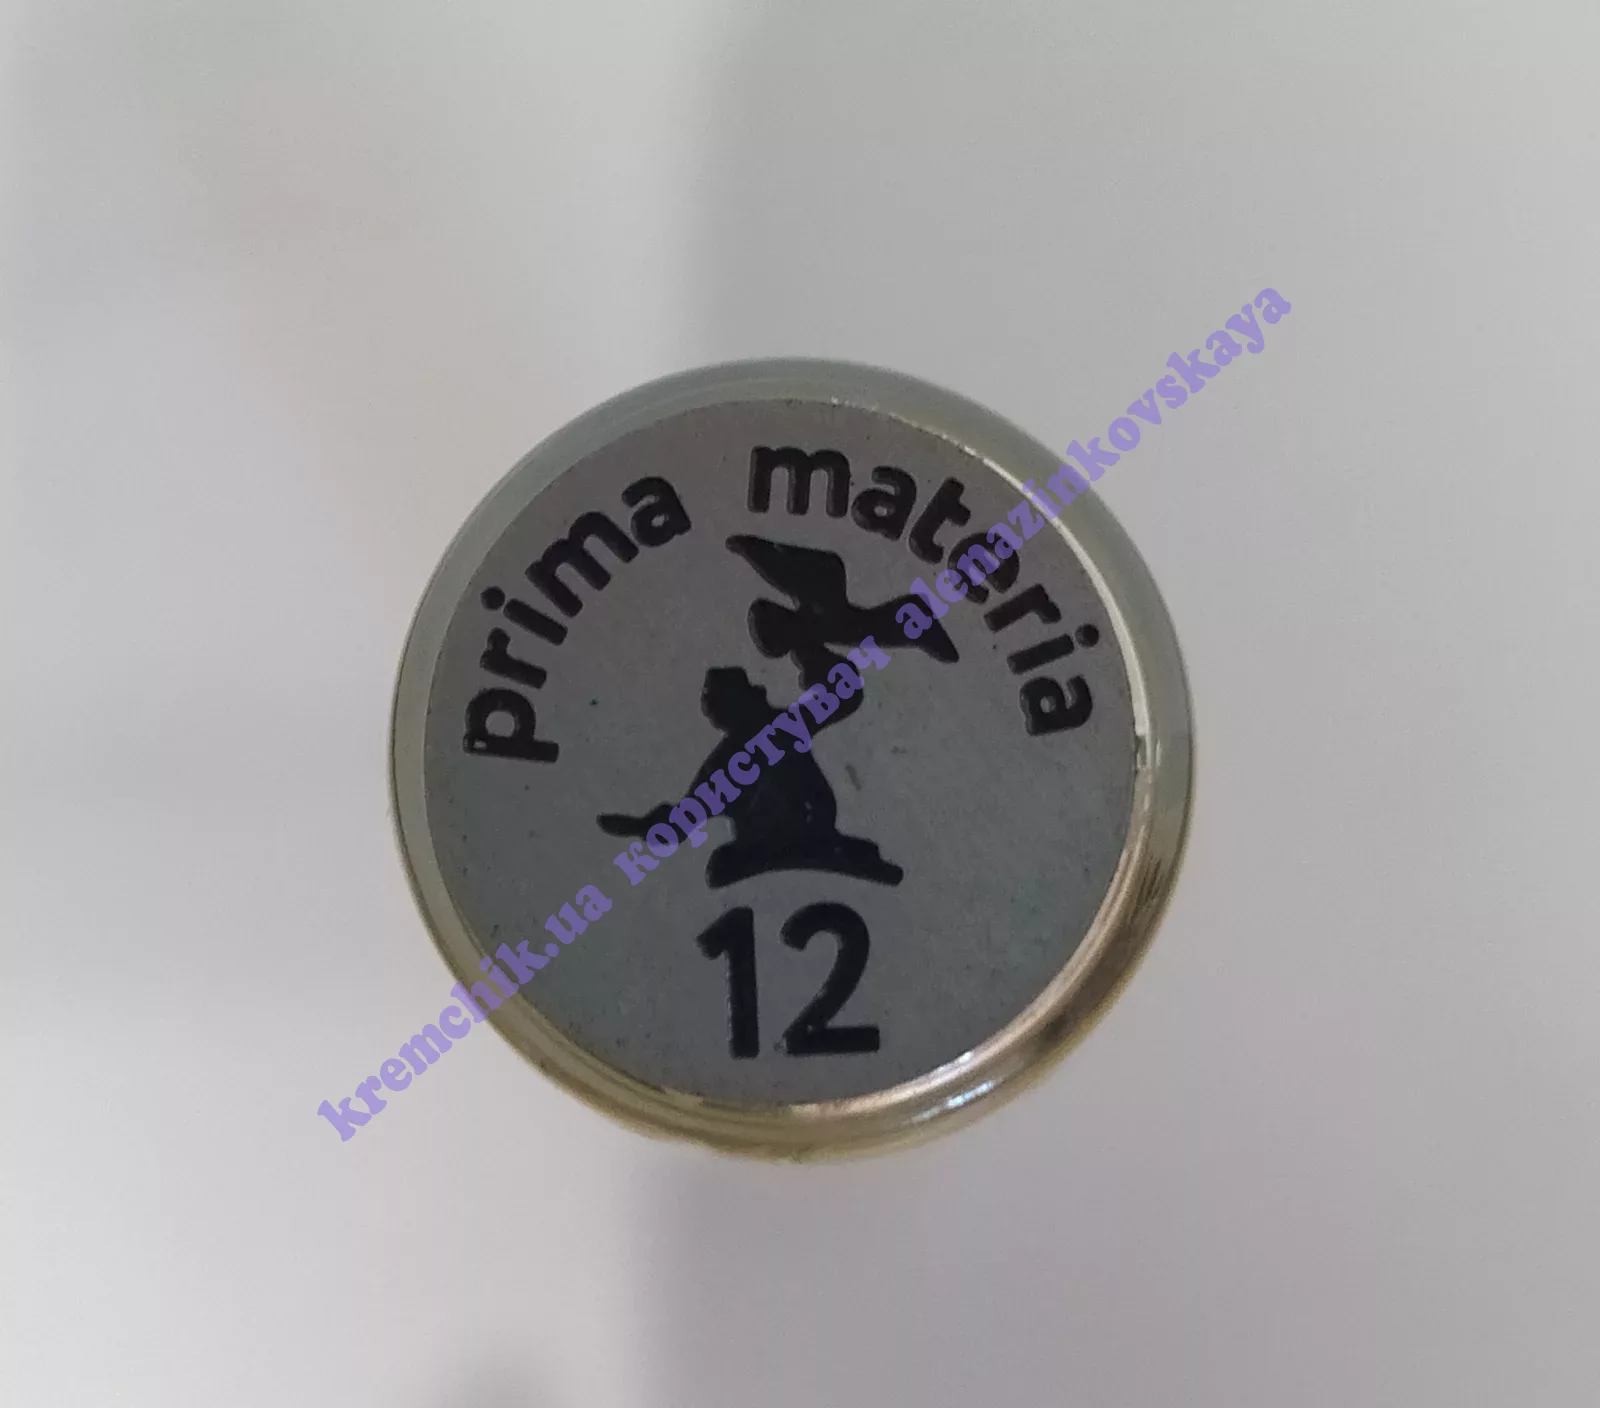 prima materia
12
kremchik.ua користувач alenazinkovskaya